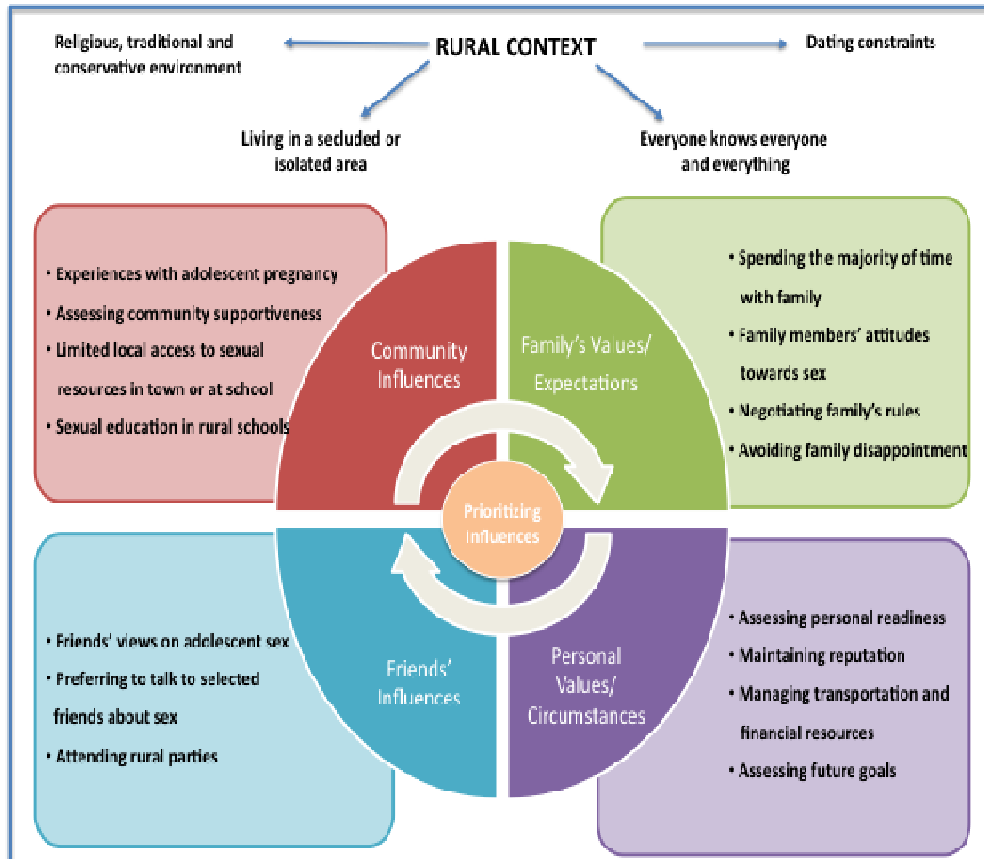 Religious, traditional and
conservative environment
RURAL CONTEXT
Dating constraints
Living in a secluded or
isolated area
Everyone knows everyone
and everything
• Experiences with adolescent pregnancy
• Assessing community supportiveness
• Limited local access to sexual
resources in town or at school
• Sexual education in rural schools
Community
Influences
Family's Values/
Expectations
• Spending the majority of time
with family
• Family members' attitudes
towards sex
• Negotiating family's rules
• Avoiding family disappointment
Prioritizing
Influences
• Friends' views on adolescent sex
• Preferring to talk to selected
friends about sex
• Attending rural parties
Friends'
Influences
Personal
Values/
Circumstances
• Assessing personal readiness
• Maintaining reputation
• Managing transportation and
financial resources
• Assessing future goals